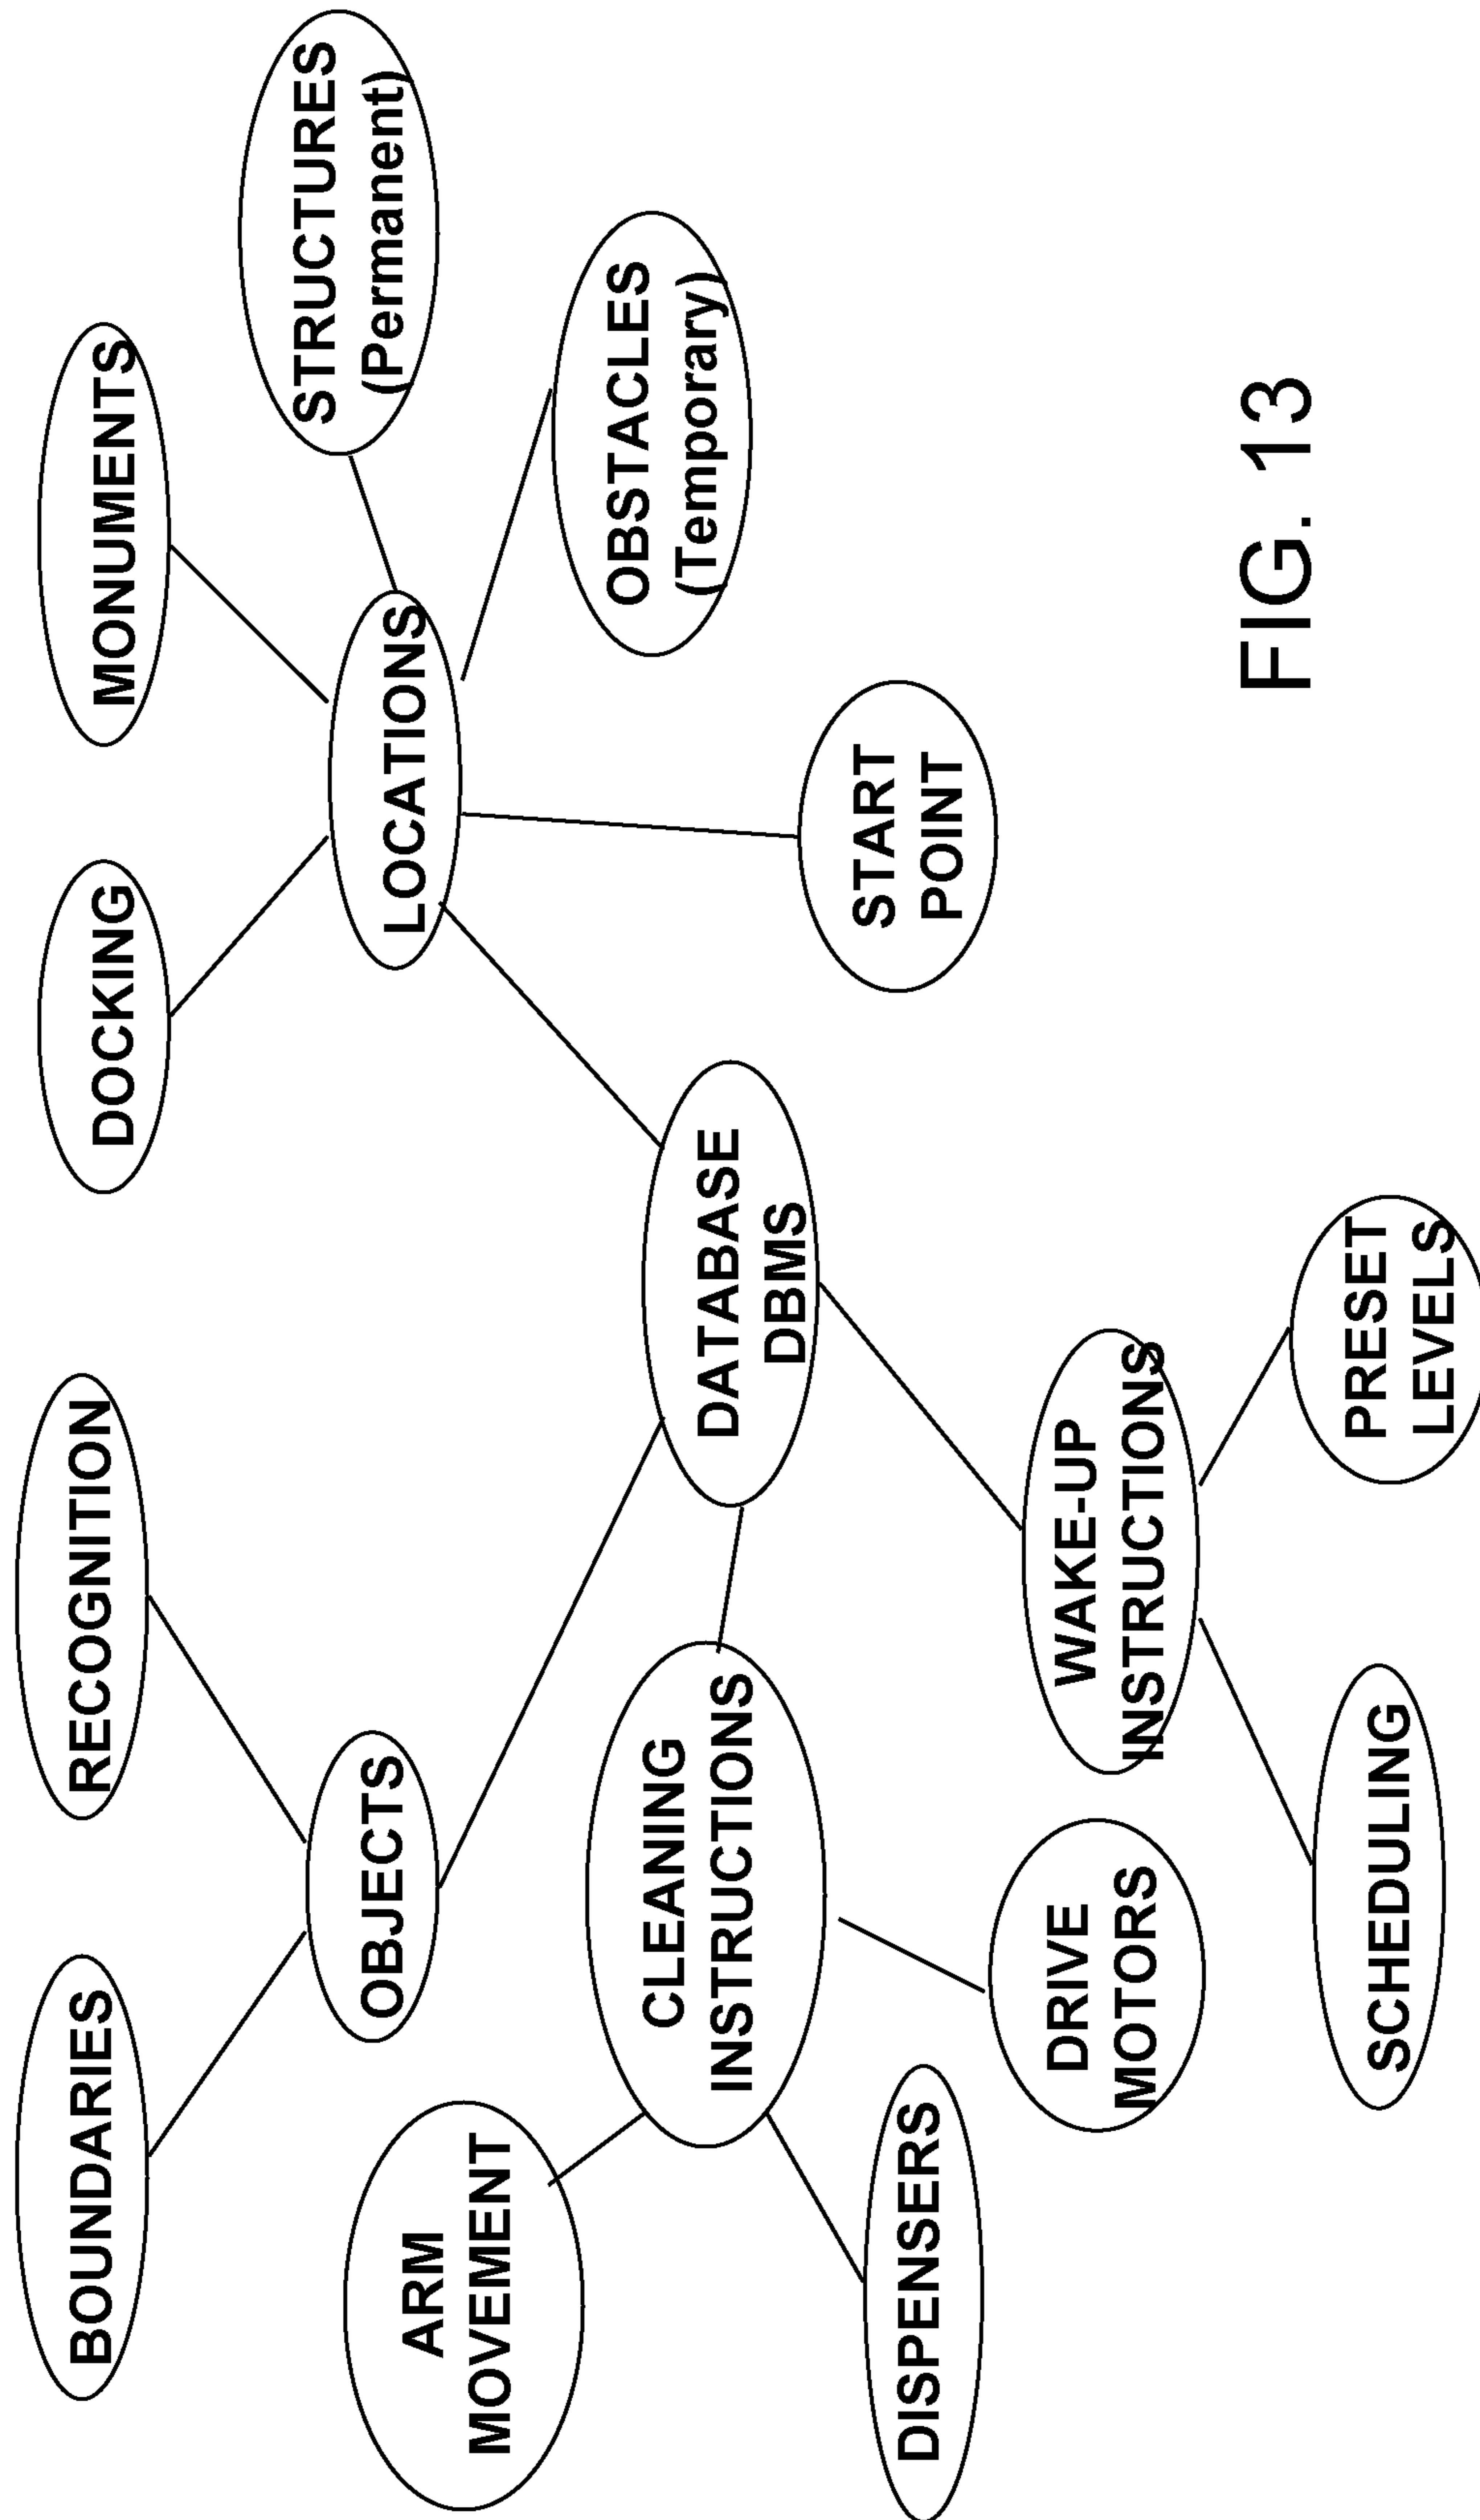 BOUNDARIES
RECOGNITION
DOCKING
MONUMENTS
OBJECTS
LOCATIONS
STRUCTURES
(Permanent)
ARM
MOVEMENT
CLEANING
INSTRUCTIONS
DATABASE
DBMS
OBSTACLES
(Temporary)
DISPENSERS
DRIVE
MOTORS
WAKE-UP
INSTRUCTIONS
START
POINT
SCHEDULING
PRESET
LEVELS
FIG. 13